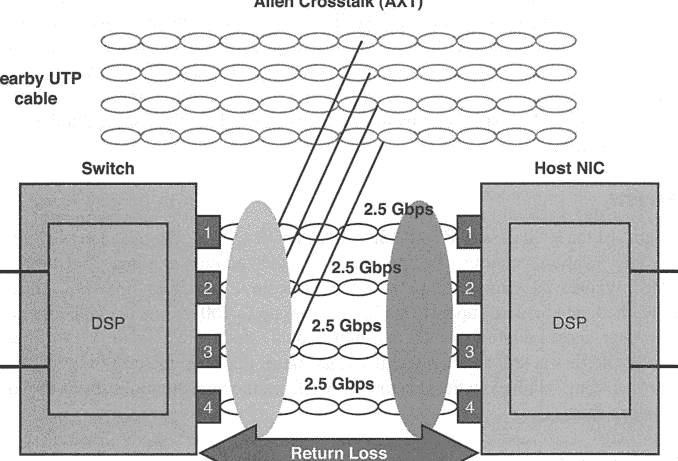 Alien Crosstalk (AXT)
earby UTP
cable
Switch
Host NIC
2.5 Gbps
1
1
2.5 Gbps
2
2
DSP
DSP
2.5 Gbps
3
3
2.5 Gbps
4
4
Return Loss